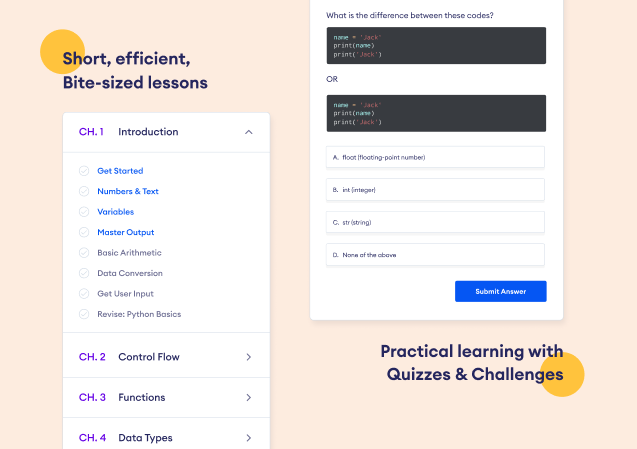 Short, efficient,
Bite-sized lessons
CH. 1 Introduction
Get Started
Numbers & Text
Variables
Master Output
Basic Arithmetic
Data Conversion
Get User Input
Revise: Python Basics
CH. 2 Control Flow
CH. 3 Functions
CH. 4 Data Types
What is the difference between these codes?
name = 'Jack'
print(name)
print('Jack')
OR
name = 'Jack'
print(name)
print('Jack')
A. float (floating-point number)
B. int (integer)
C. str (string)
D. None of the above
Submit Answer
Practical learning with
Quizzes & Challenges